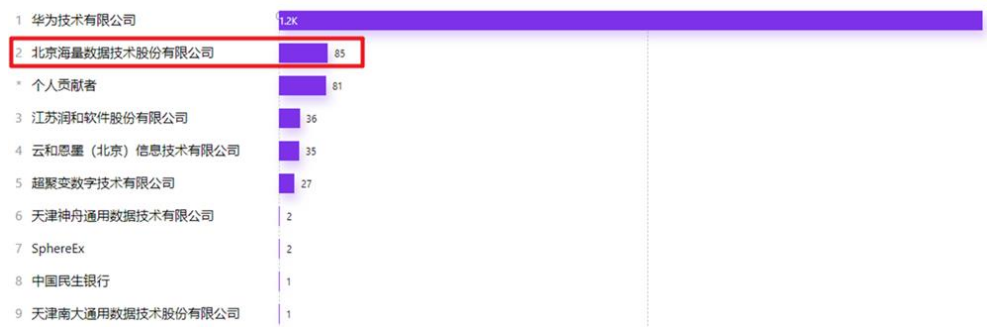 1 华为技术有限公司 1.2K
2 北京海量数据技术股份有限公司 85
* 个人贡献者 81
3 江苏润和软件股份有限公司 36
4 云和恩墨（北京）信息技术有限公司 35
5 超聚变数字技术有限公司 27
6 天津神舟通用数据技术有限公司 2
7 SphereEx 2
8 中国民生银行 1
9 天津南大通用数据技术股份有限公司 1